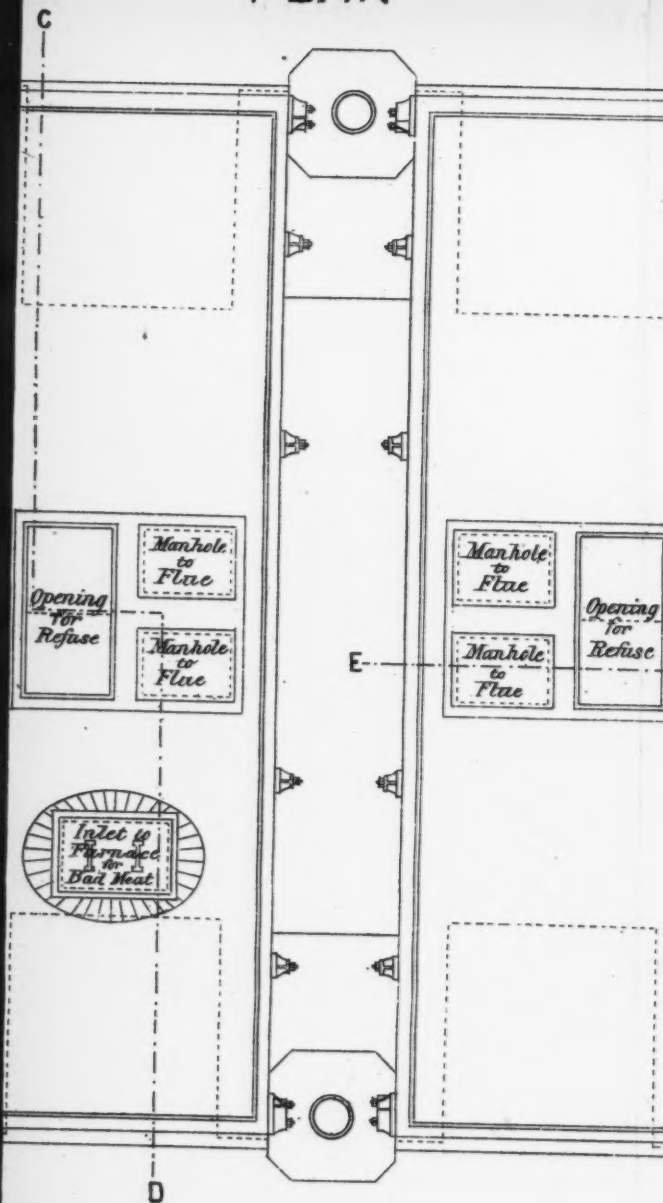 PLAN
C
Manhole
to
Flue
Opening
for
Refuse
Manhole
to
Flue
Manhole
to
Flue
Opening
for
Refuse
E
Manhole
to
Flue
Inlet to
Furnace
for
Bad Meat
D